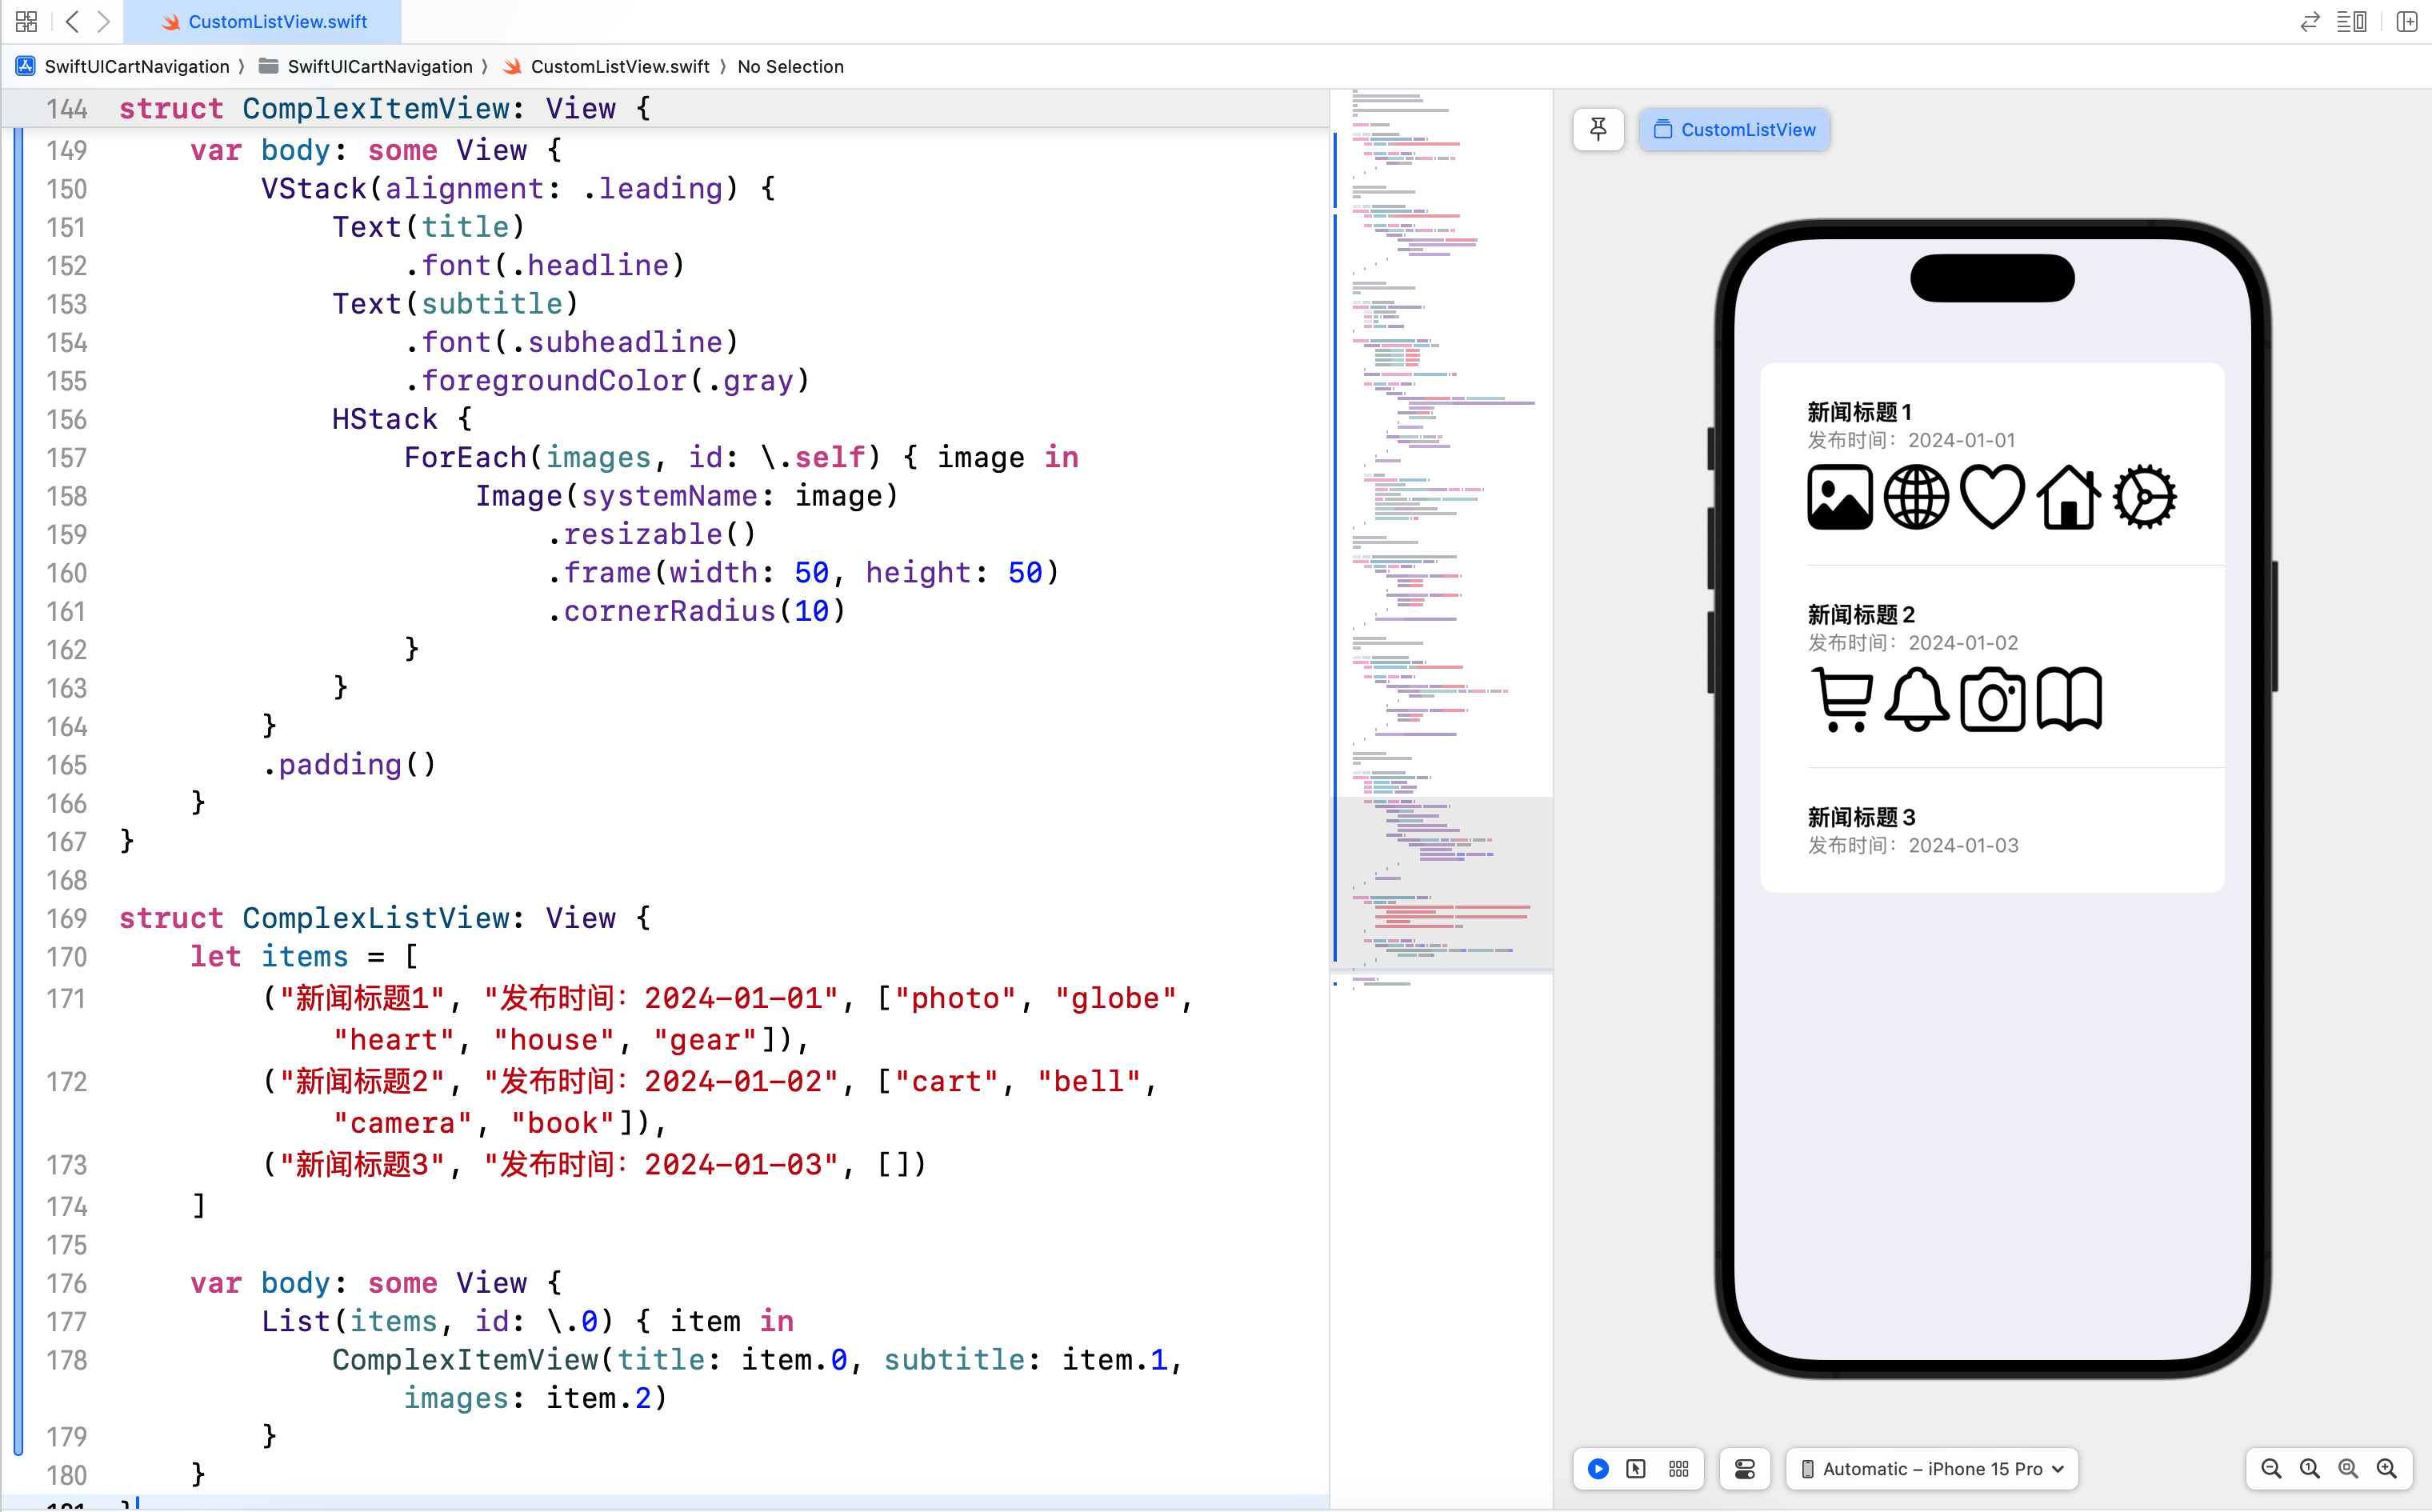 CustomListView.swift
SwiftUICartNavigation ⟩ SwiftUICartNavigation ⟩ CustomListView.swift ⟩ No Selection
144 struct ComplexItemView: View {
149     var body: some View {
150         VStack(alignment: .leading) {
151             Text(title)
152                 .font(.headline)
153             Text(subtitle)
154                 .font(.subheadline)
155                 .foregroundColor(.gray)
156             HStack {
157                 ForEach(images, id: \.self) { image in
158                     Image(systemName: image)
159                         .resizable()
160                         .frame(width: 50, height: 50)
161                         .cornerRadius(10)
162                 }
163             }
164         }
165         .padding()
166     }
167 }
168
169 struct ComplexListView: View {
170     let items = [
171         ("新闻标题1", "发布时间：2024-01-01", ["photo", "globe",
            "heart", "house", "gear"]),
172         ("新闻标题2", "发布时间：2024-01-02", ["cart", "bell",
            "camera", "book"]),
173         ("新闻标题3", "发布时间：2024-01-03", [])
174     ]
175
176     var body: some View {
177         List(items, id: \.0) { item in
178             ComplexItemView(title: item.0, subtitle: item.1,
                images: item.2)
179         }
180     }
CustomListView
新闻标题1
发布时间：2024-01-01
新闻标题2
发布时间：2024-01-02
新闻标题3
发布时间：2024-01-03
Automatic – iPhone 15 Pro